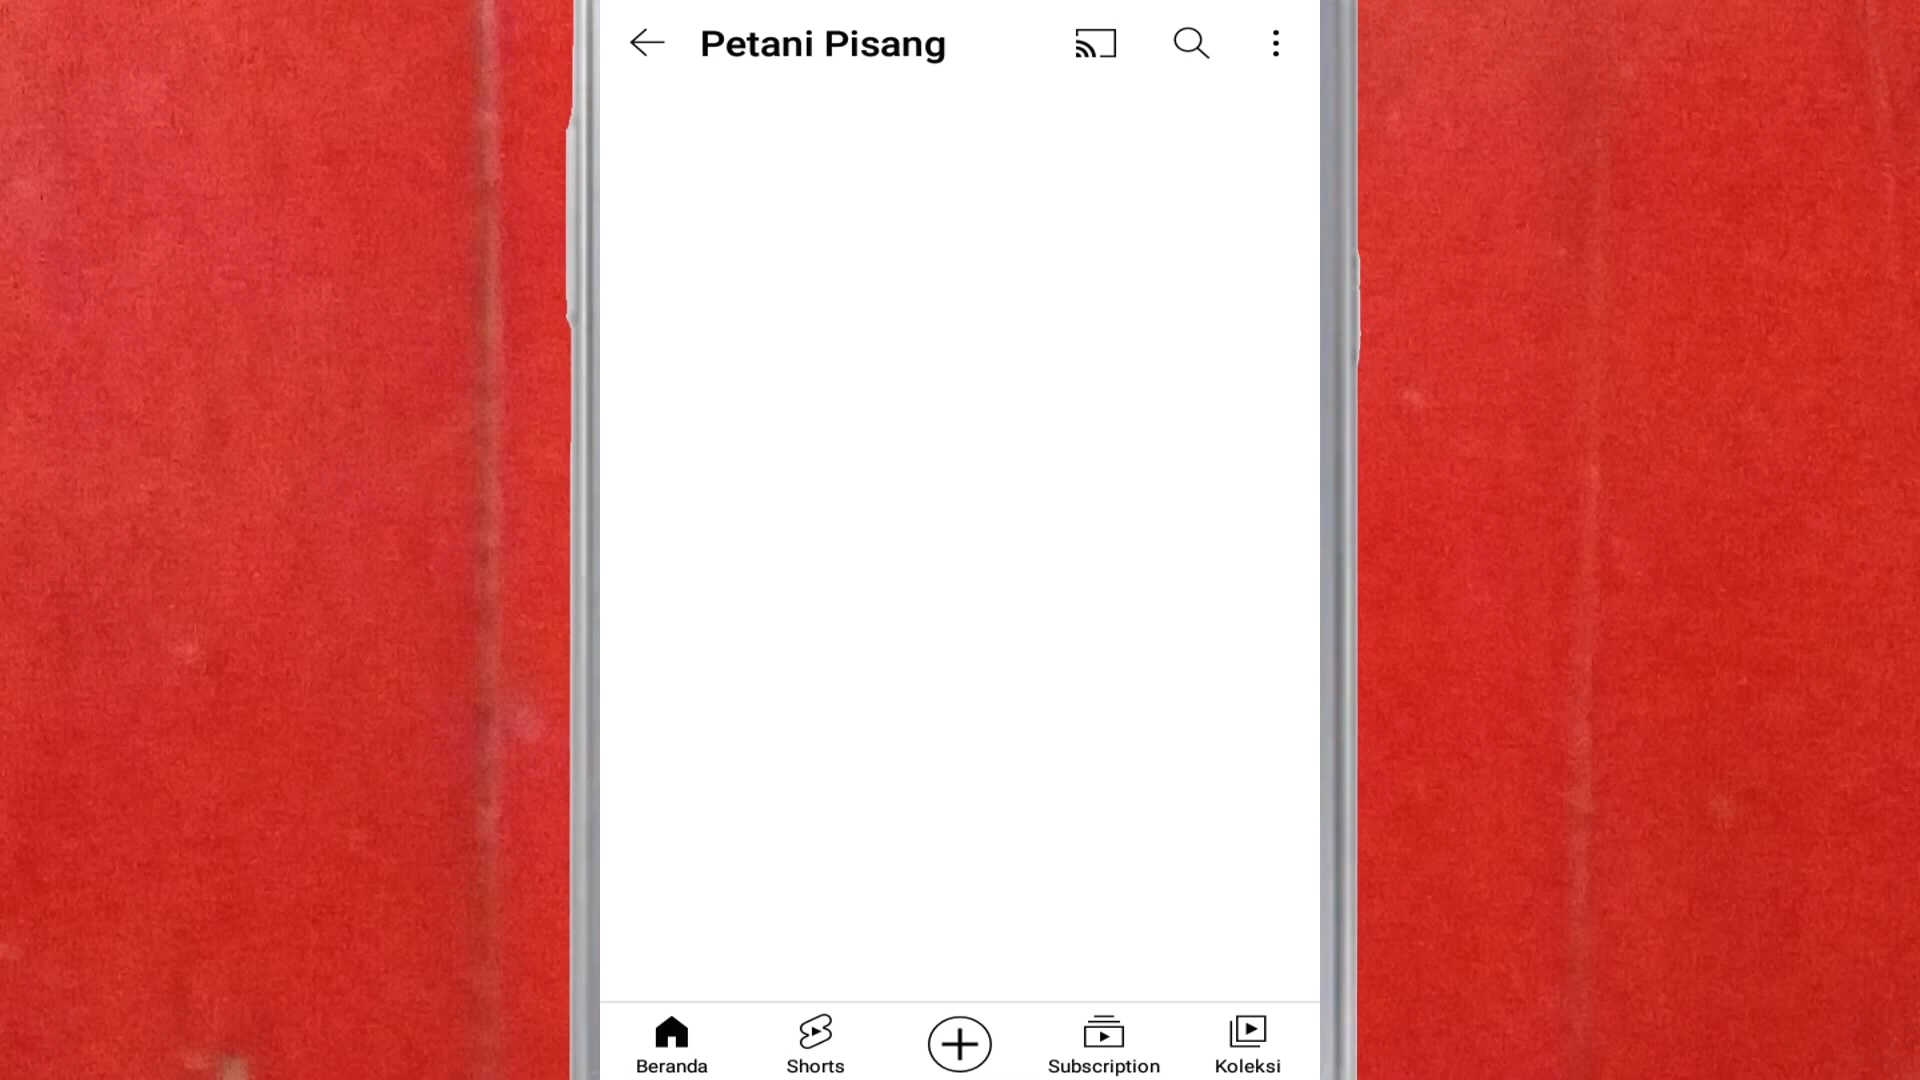 Petani Pisang
Beranda
Shorts
Subscription
Koleksi